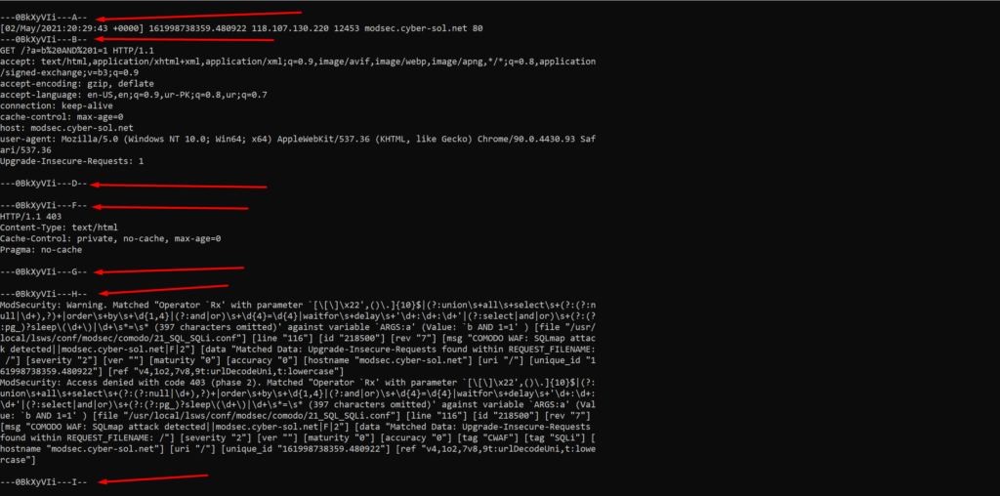 ---0BkXyVIi---A--
[02/May/2021:20:29:43 +0000] 161998738359.480922 118.107.130.220 12453 modsec.cyber-sol.net 80
---0BkXyVIi---B--
GET /?a=b%20AND%201=1 HTTP/1.1
accept: text/html,application/xhtml+xml,application/xml;q=0.9,image/avif,image/webp,image/apng,*/*;q=0.8,application
/signed-exchange;v=b3;q=0.9
accept-encoding: gzip, deflate
accept-language: en-US,en;q=0.9,ur-PK;q=0.8,ur;q=0.7
connection: keep-alive
cache-control: max-age=0
host: modsec.cyber-sol.net
user-agent: Mozilla/5.0 (Windows NT 10.0; Win64; x64) AppleWebKit/537.36 (KHTML, like Gecko) Chrome/90.0.4430.93 Saf
ari/537.36
Upgrade-Insecure-Requests: 1
---0BkXyVIi---D--
---0BkXyVIi---F--
HTTP/1.1 403
Content-Type: text/html
Cache-Control: private, no-cache, max-age=0
Pragma: no-cache
---0BkXyVIi---G--
---0BkXyVIi---H--
ModSecurity: Warning. Matched "Operator `Rx' with parameter `[\[\]\x22',()\.]{10}$|(?:union\s+all\s+select\s+(?:(?:n
ull|\d+),?)+|order\s+by\s+\d{1,4}|(?:and|or)\s+\d{4}=\d{4}|waitfor\s+delay\s+'\d+:\d+:\d+'|(?:select|and|or)\s+(?:(?
:pg_)?sleep\(\d+\)|\d+\s*=\s* (397 characters omitted)' against variable `ARGS:a' (Value: `b AND 1=1' ) [file "/usr/
local/lsws/conf/modsec/comodo/21_SQL_SQLi.conf"] [line "116"] [id "218500"] [rev "7"] [msg "COMODO WAF: SQLmap attac
k detected||modsec.cyber-sol.net|F|2"] [data "Matched Data: Upgrade-Insecure-Requests found within REQUEST_FILENAME:
 /"] [severity "2"] [ver ""] [maturity "0"] [accuracy "0"] [hostname "modsec.cyber-sol.net"] [uri "/"] [unique_id "1
61998738359.480922"] [ref "v4,1o2,7v8,9t:urlDecodeUni,t:lowercase"]
ModSecurity: Access denied with code 403 (phase 2). Matched "Operator `Rx' with parameter `[\[\]\x22',()\.]{10}$|(?:
union\s+all\s+select\s+(?:(?:null|\d+),?)+|order\s+by\s+\d{1,4}|(?:and|or)\s+\d{4}=\d{4}|waitfor\s+delay\s+'\d+:\d+:
\d+'|(?:select|and|or)\s+(?:(?:pg_)?sleep\(\d+\)|\d+\s*=\s* (397 characters omitted)' against variable `ARGS:a' (Val
ue: `b AND 1=1' ) [file "/usr/local/lsws/conf/modsec/comodo/21_SQL_SQLi.conf"] [line "116"] [id "218500"] [rev "7"]
[msg "COMODO WAF: SQLmap attack detected||modsec.cyber-sol.net|F|2"] [data "Matched Data: Upgrade-Insecure-Requests
found within REQUEST_FILENAME: /"] [severity "2"] [ver ""] [maturity "0"] [accuracy "0"] [tag "CWAF"] [tag "SQLi"] [
hostname "modsec.cyber-sol.net"] [uri "/"] [unique_id "161998738359.480922"] [ref "v4,1o2,7v8,9t:urlDecodeUni,t:lowe
rcase"]
---0BkXyVIi---I--